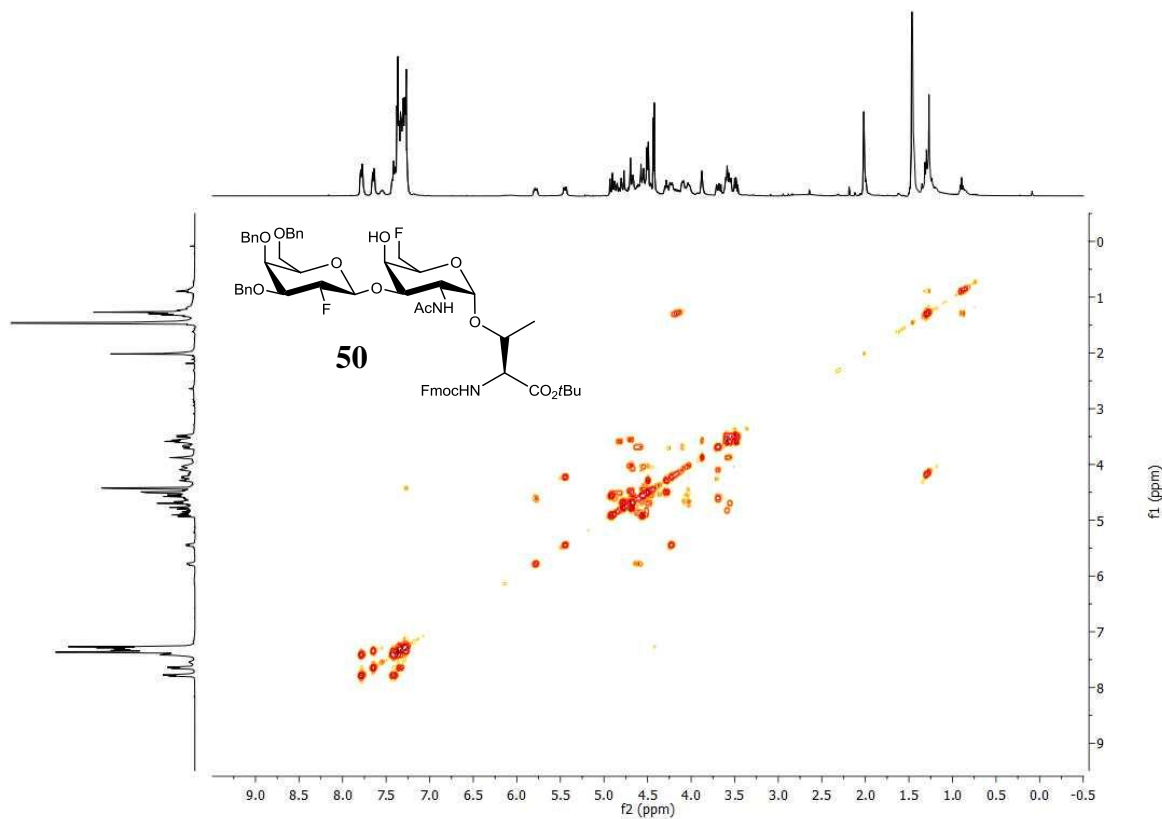 BnO OBn
HO F
O
O
BnO
O
F
AcHN
O
50
FmocHN
CO₂tBu
0
1
2
3
4
5
6
7
8
9
f1 (ppm)
9.0 8.5 8.0 7.5 7.0 6.5 6.0 5.5 5.0 4.5 4.0 3.5 3.0 2.5 2.0 1.5 1.0 0.5 0.0 -0.5
f2 (ppm)